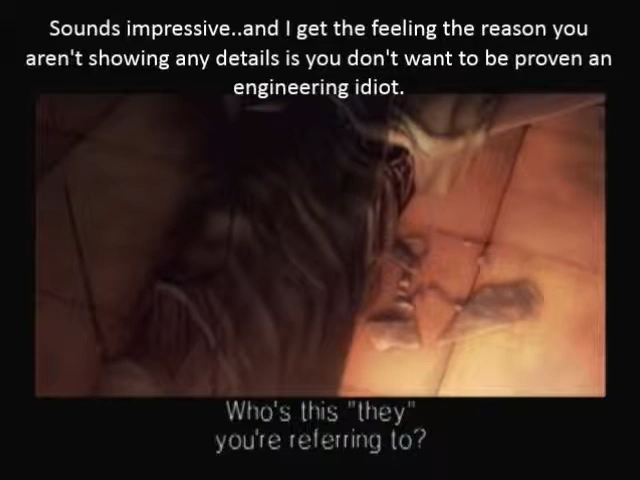 Sounds impressive..and I get the feeling the reason you
aren't showing any details is you don't want to be proven an
engineering idiot.
Who's this "they"
you're referring to?